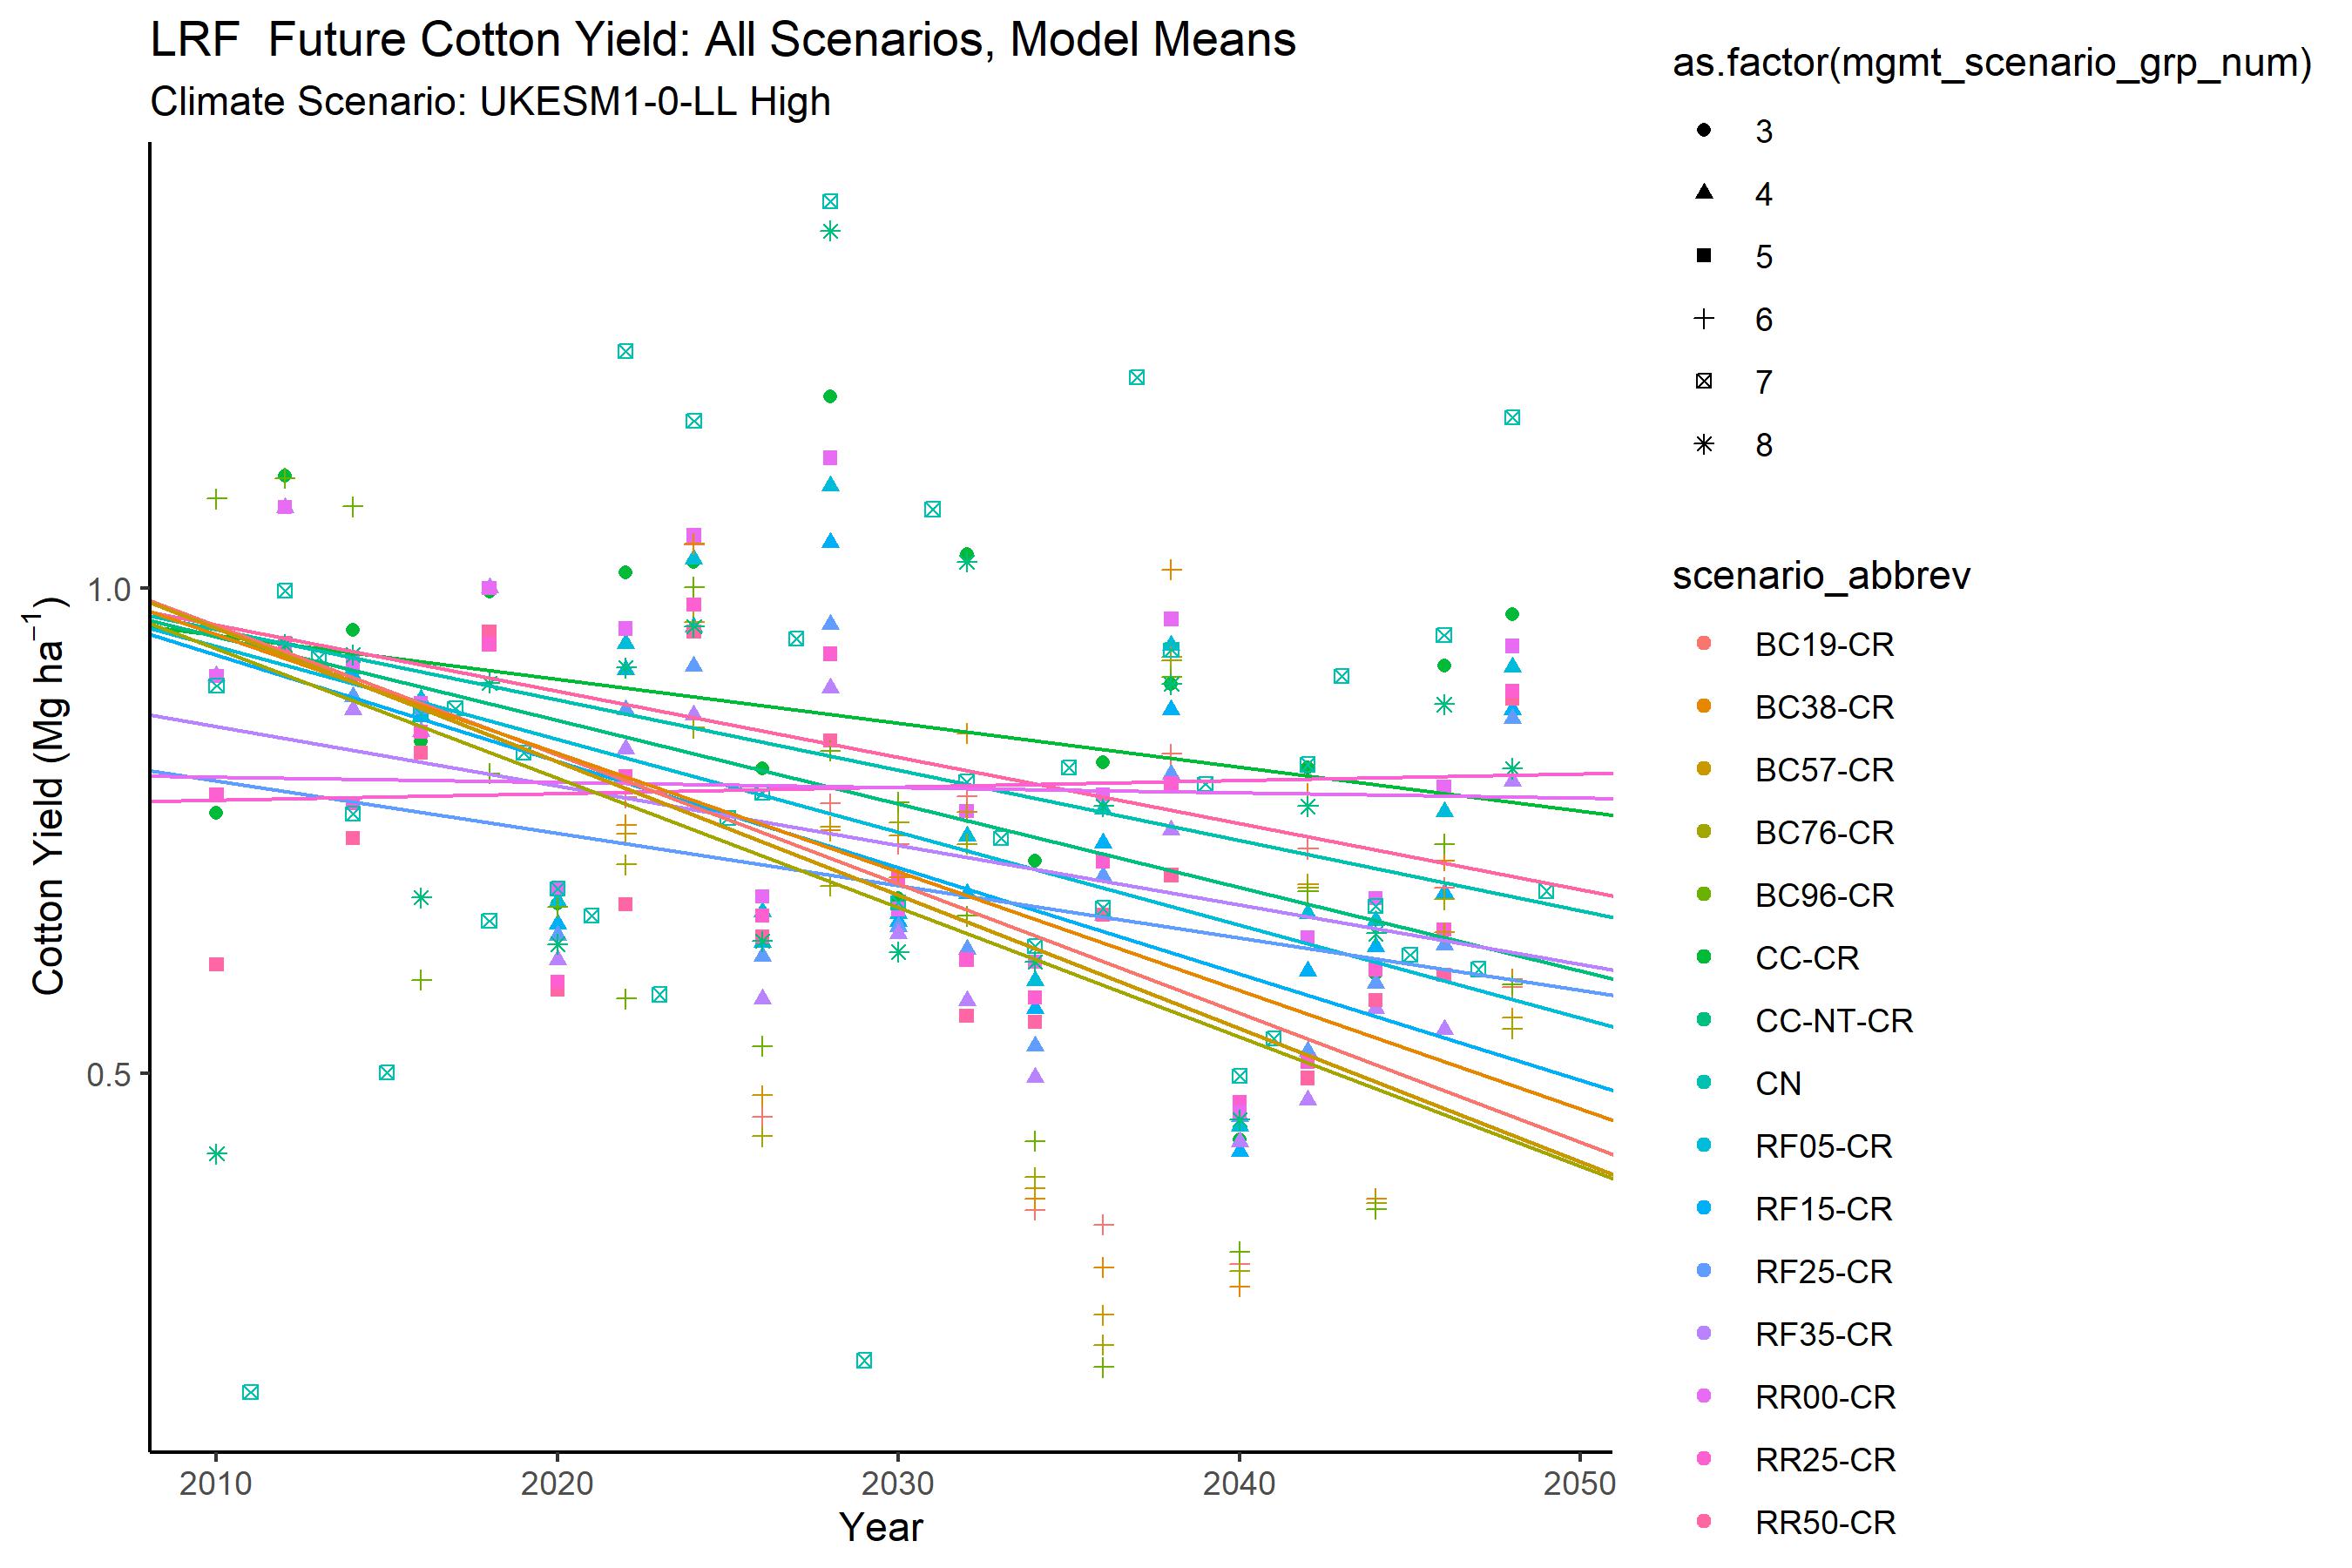 LRF  Future Cotton Yield: All Scenarios, Model Means
Climate Scenario: UKESM1-0-LL High
Cotton Yield (Mg ha⁻¹)
1.0
0.5
2010
2020
2030
2040
2050
Year
as.factor(mgmt_scenario_grp_num)
3
4
5
6
7
8
scenario_abbrev
BC19-CR
BC38-CR
BC57-CR
BC76-CR
BC96-CR
CC-CR
CC-NT-CR
CN
RF05-CR
RF15-CR
RF25-CR
RF35-CR
RR00-CR
RR25-CR
RR50-CR